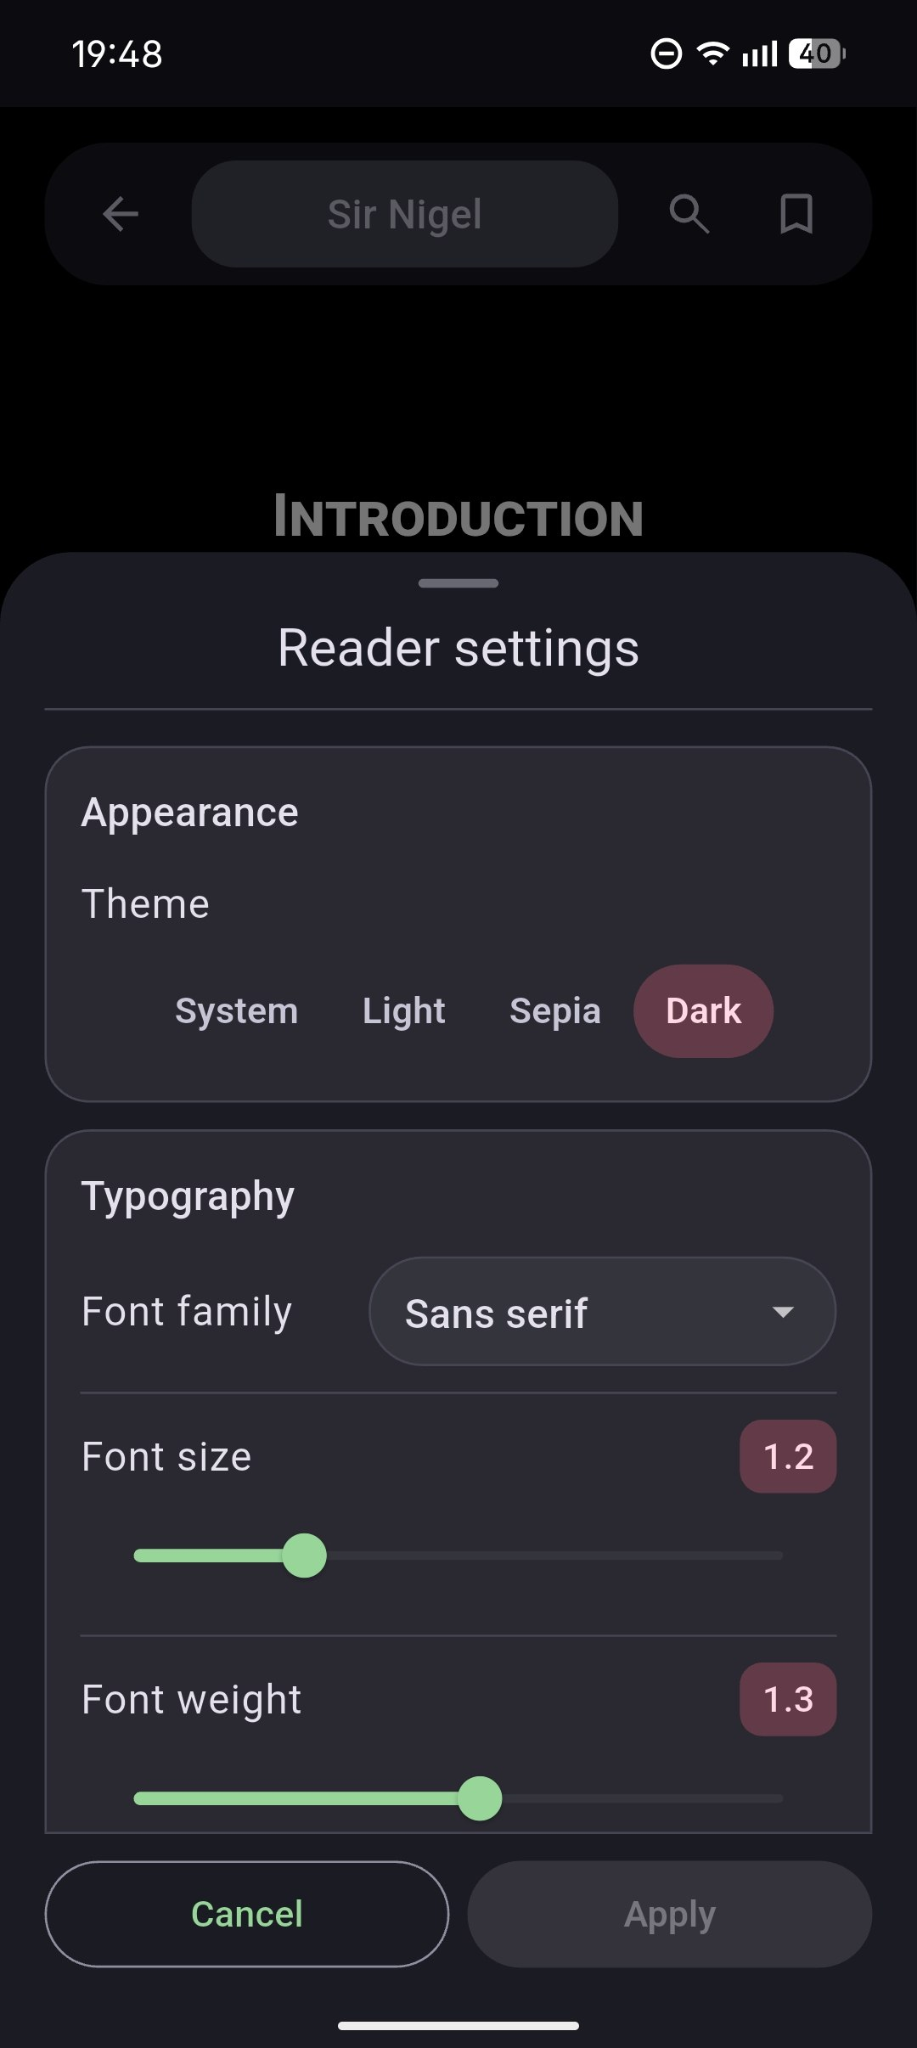 19:48
40
Sir Nigel
INTRODUCTION
Reader settings
Appearance
Theme
System Light Sepia Dark
Typography
Font family Sans serif
Font size 1.2
Font weight 1.3
Cancel Apply